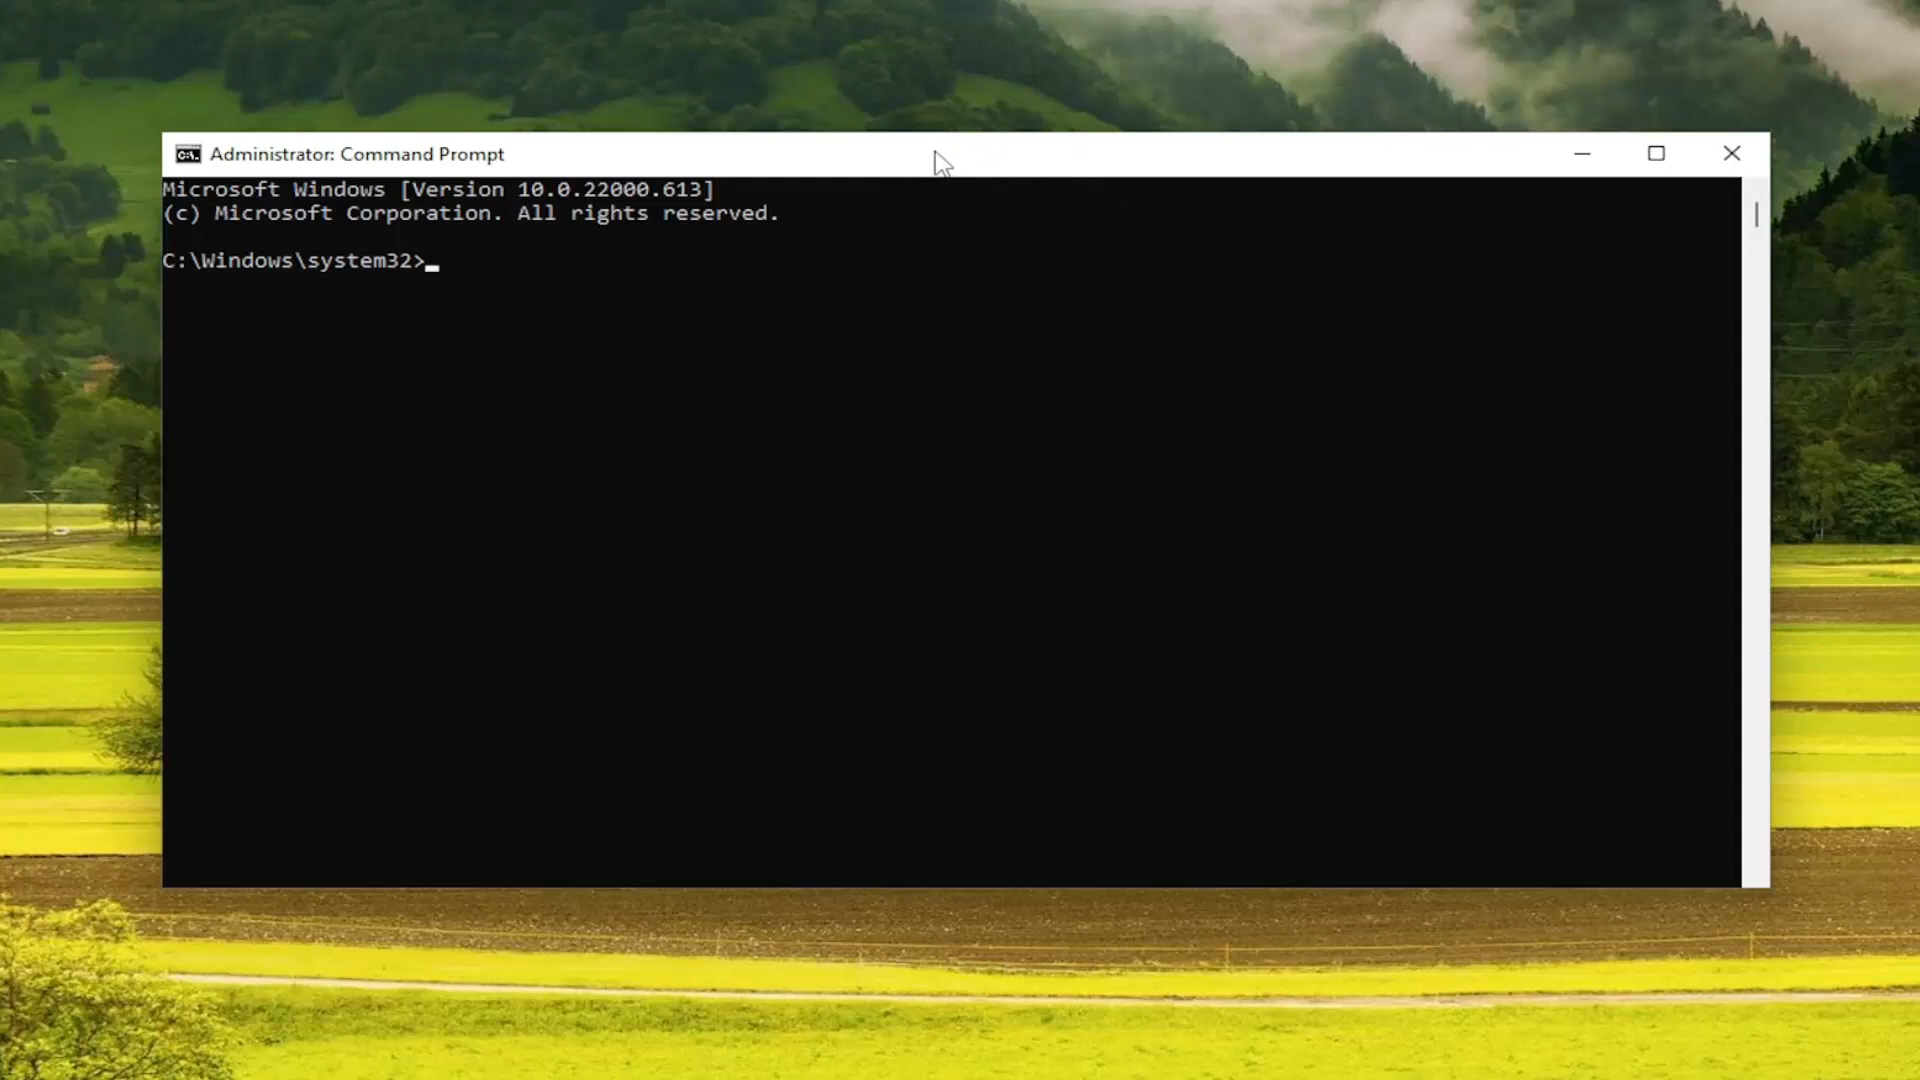 Administrator: Command Prompt
Microsoft Windows [Version 10.0.22000.613]
(c) Microsoft Corporation. All rights reserved.
C:\Windows\system32>